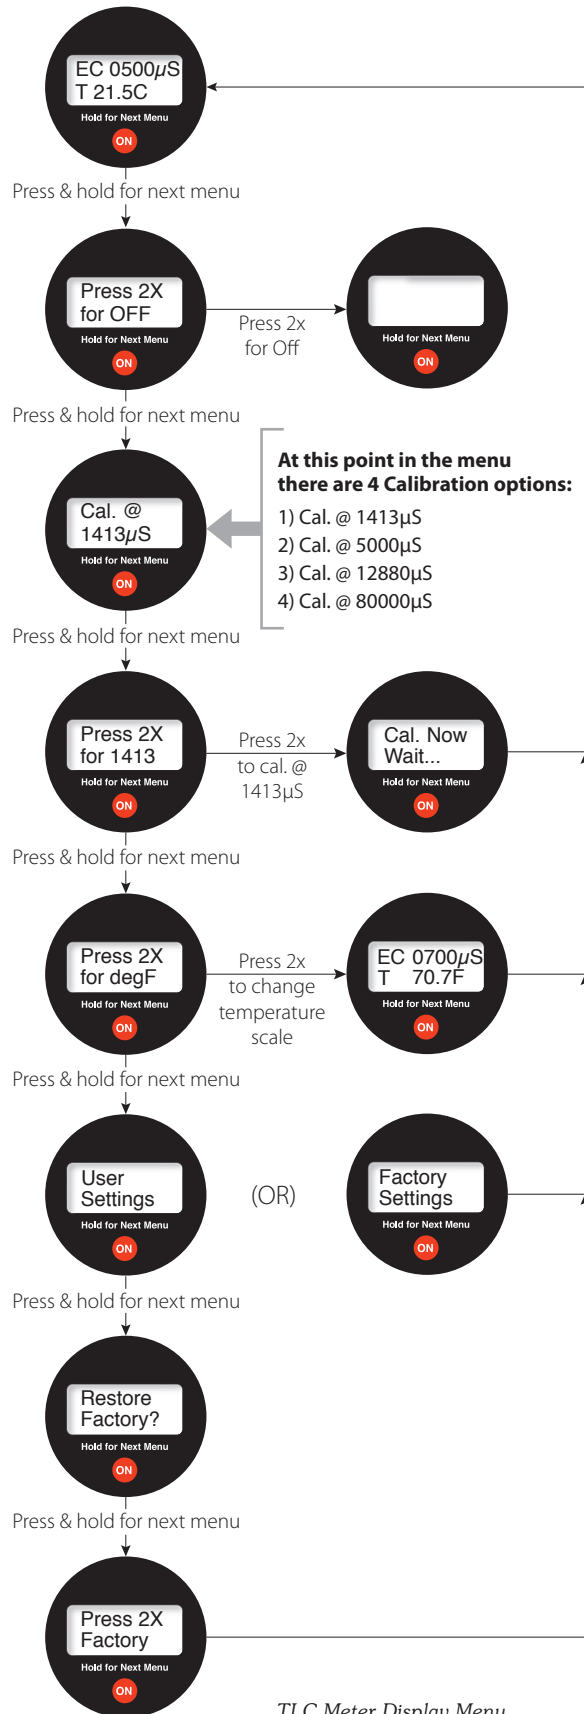 EC 0500µS
T 21.5C
Hold for Next Menu
ON
Press & hold for next menu
Press 2X
for OFF
Hold for Next Menu
ON
Press 2x
for Off
Hold for Next Menu
ON
Press & hold for next menu
Cal. @
1413µS
Hold for Next Menu
ON
At this point in the menu
there are 4 Calibration options:
1) Cal. @ 1413µS
2) Cal. @ 5000µS
3) Cal. @ 12880µS
4) Cal. @ 80000µS
Press & hold for next menu
Press 2X
for 1413
Hold for Next Menu
ON
Press 2x
to cal. @
1413µS
Cal. Now
Wait...
Hold for Next Menu
ON
Press & hold for next menu
Press 2X
for degF
Hold for Next Menu
ON
Press 2x
to change
temperature
scale
EC 0700µS
T 70.7F
Hold for Next Menu
ON
Press & hold for next menu
User
Settings
Hold for Next Menu
ON
(OR)
Factory
Settings
Hold for Next Menu
ON
Press & hold for next menu
Restore
Factory?
Hold for Next Menu
ON
Press & hold for next menu
Press 2X
Factory
Hold for Next Menu
ON
TLC Meter Display Menu